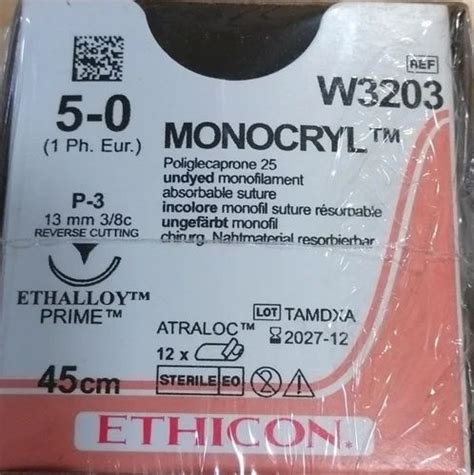 REF
W3203
5-0
(1 Ph. Eur.)
MONOCRYL™
Poliglecaprone 25
undyed monofilament
absorbable suture
incolore monofil suture résorbable
ungefärbt monofil
chirurg. Nahtmaterial resorbierbar
P-3
13 mm 3/8c
REVERSE CUTTING
ETHALLOY™
PRIME™
LOT TAMDXA
2027-12
ATRALOC™
12 x
45cm
STERILE EO
2
ETHICON